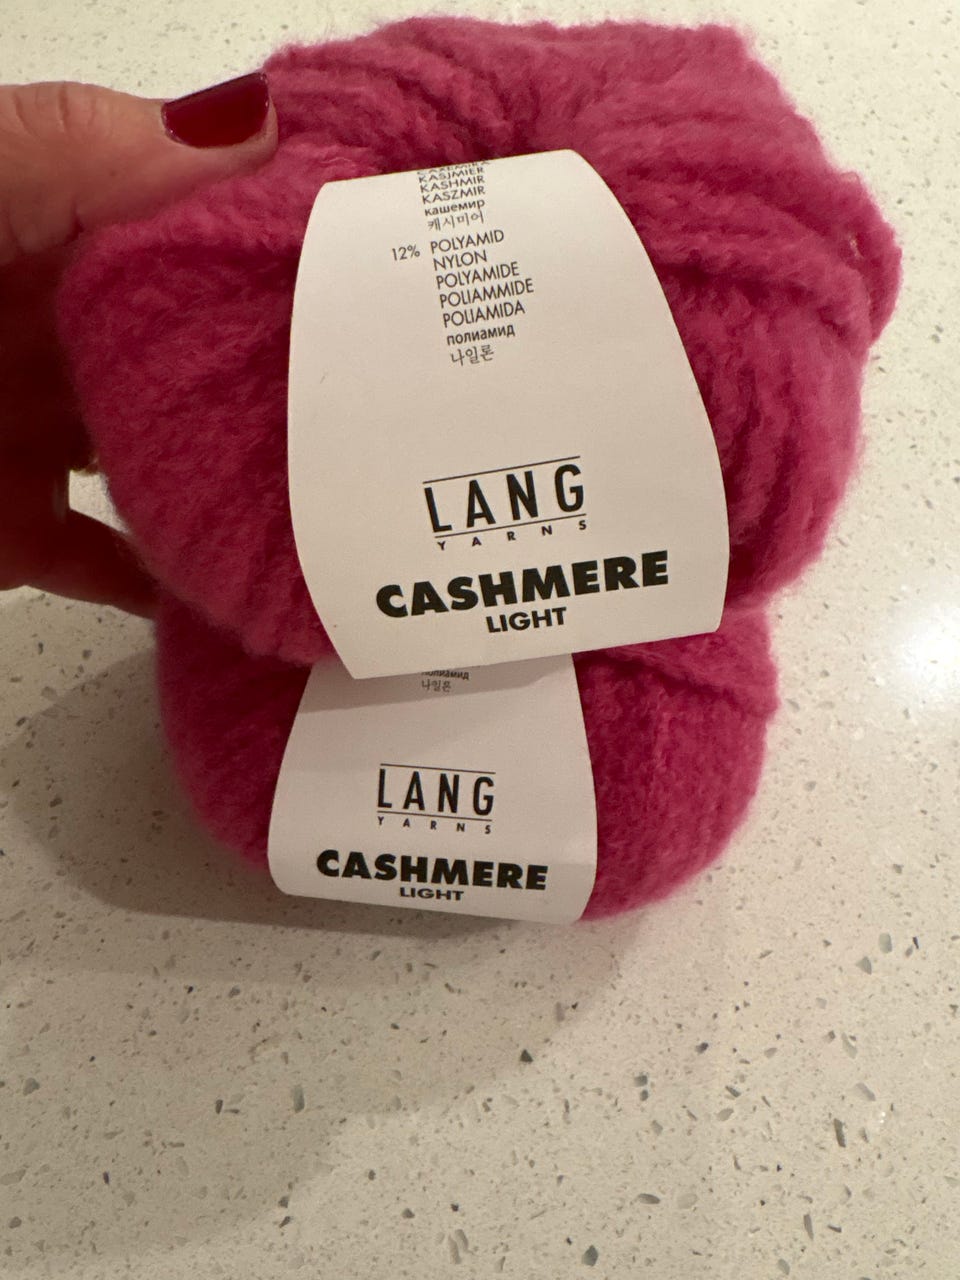 KASJMIER
KASHMIR
KASZMIR
кашемир
캐시미어
12% POLYAMID
NYLON
POLYAMIDE
POLIAMMIDE
POLIAMIDA
полиамид
나일론
LANG
YARNS
CASHMERE
LIGHT
полиамид
나일론
LANG
YARNS
CASHMERE
LIGHT